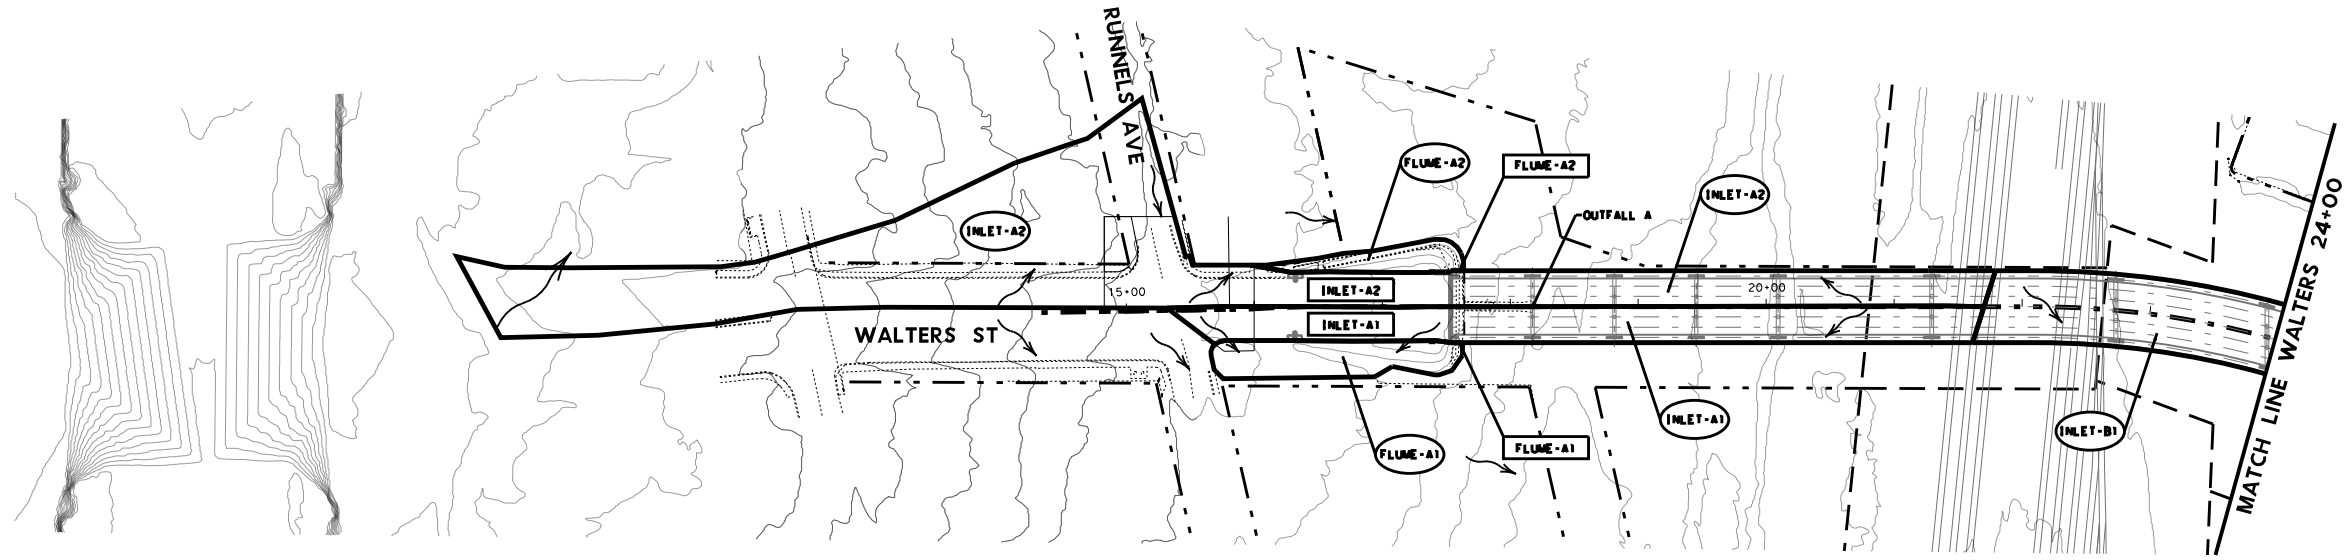 RUNNELS AVE
FLUME-A2
FLUME-A2
INLET-A2
OUTFALL A
INLET-A2
15+00
INLET-A2
20+00
INLET-A1
WALTERS ST
INLET-A1
INLET-B1
FLUME-A1
FLUME-A1
MATCH LINE WALTERS 24+00